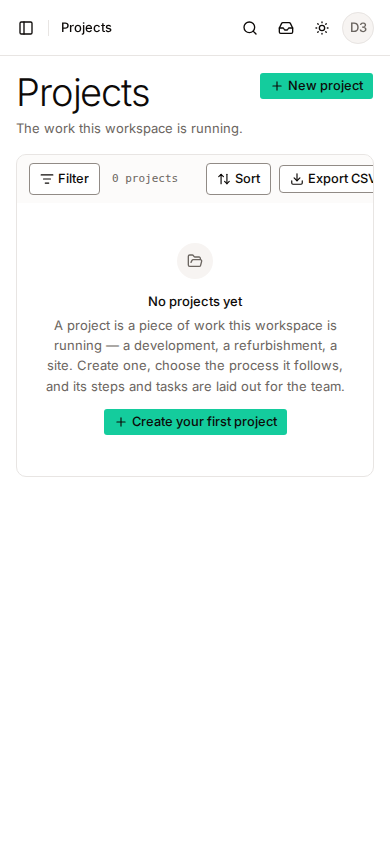 Projects
D3
Projects
New project
The work this workspace is running.
Filter
0 projects
Sort
Export CSV
No projects yet
A project is a piece of work this workspace is
running — a development, a refurbishment, a
site. Create one, choose the process it follows,
and its steps and tasks are laid out for the team.
Create your first project